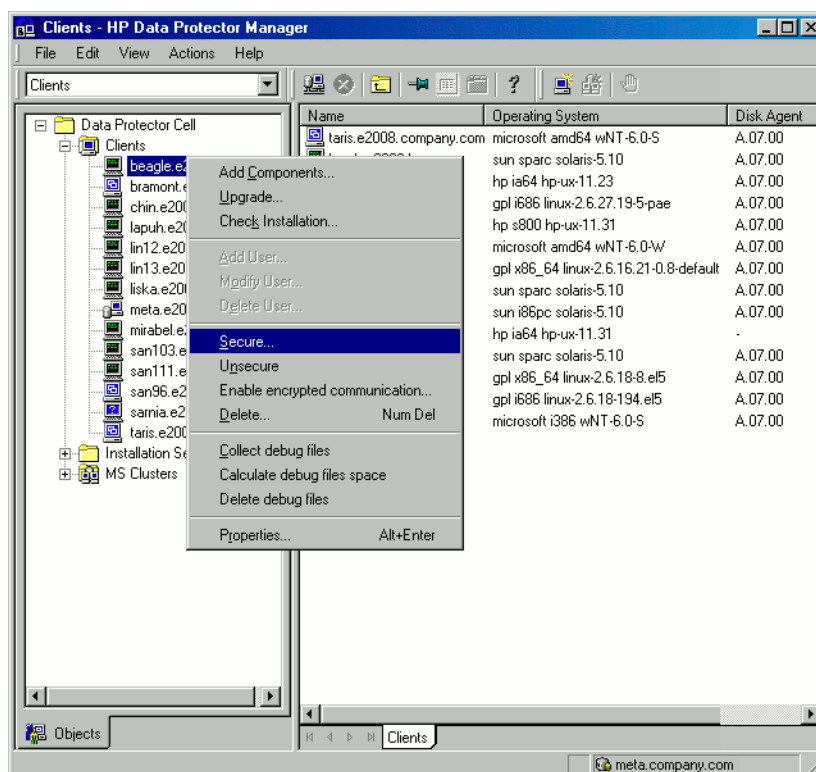 Clients - HP Data Protector Manager
File Edit View Actions Help
Clients
Data Protector Cell
Clients
beagle.e2
bramont.e
chin.e200
lapuh.e20
lin12.e20
lin13.e20
liska.e200
meta.e20
mirabel.e
san103.e
san111.e
san96.e2
sarnia.e2
taris.e200
Installation Se
MS Clusters
Objects
Add Components...
Upgrade...
Check Installation...
Add User...
Modify User...
Delete User...
Secure...
Unsecure
Enable encrypted communication...
Delete... Num Del
Collect debug files
Calculate debug files space
Delete debug files
Properties... Alt+Enter
Name Operating System Disk Agent
taris.e2008.company.com microsoft amd64 wNT-6.0-S A.07.00
sun sparc solaris-5.10 A.07.00
hp ia64 hp-ux-11.23 A.07.00
gpl i686 linux-2.6.27.19-5-pae A.07.00
hp s800 hp-ux-11.31 A.07.00
microsoft amd64 wNT-6.0-W A.07.00
gpl x86_64 linux-2.6.16.21-0.8-default A.07.00
sun sparc solaris-5.10 A.07.00
sun i86pc solaris-5.10 A.07.00
hp ia64 hp-ux-11.31 -
sun sparc solaris-5.10 A.07.00
gpl x86_64 linux-2.6.18-8.el5 A.07.00
gpl i686 linux-2.6.18-194.el5 A.07.00
microsoft i386 wNT-6.0-S A.07.00
Clients
meta.company.com